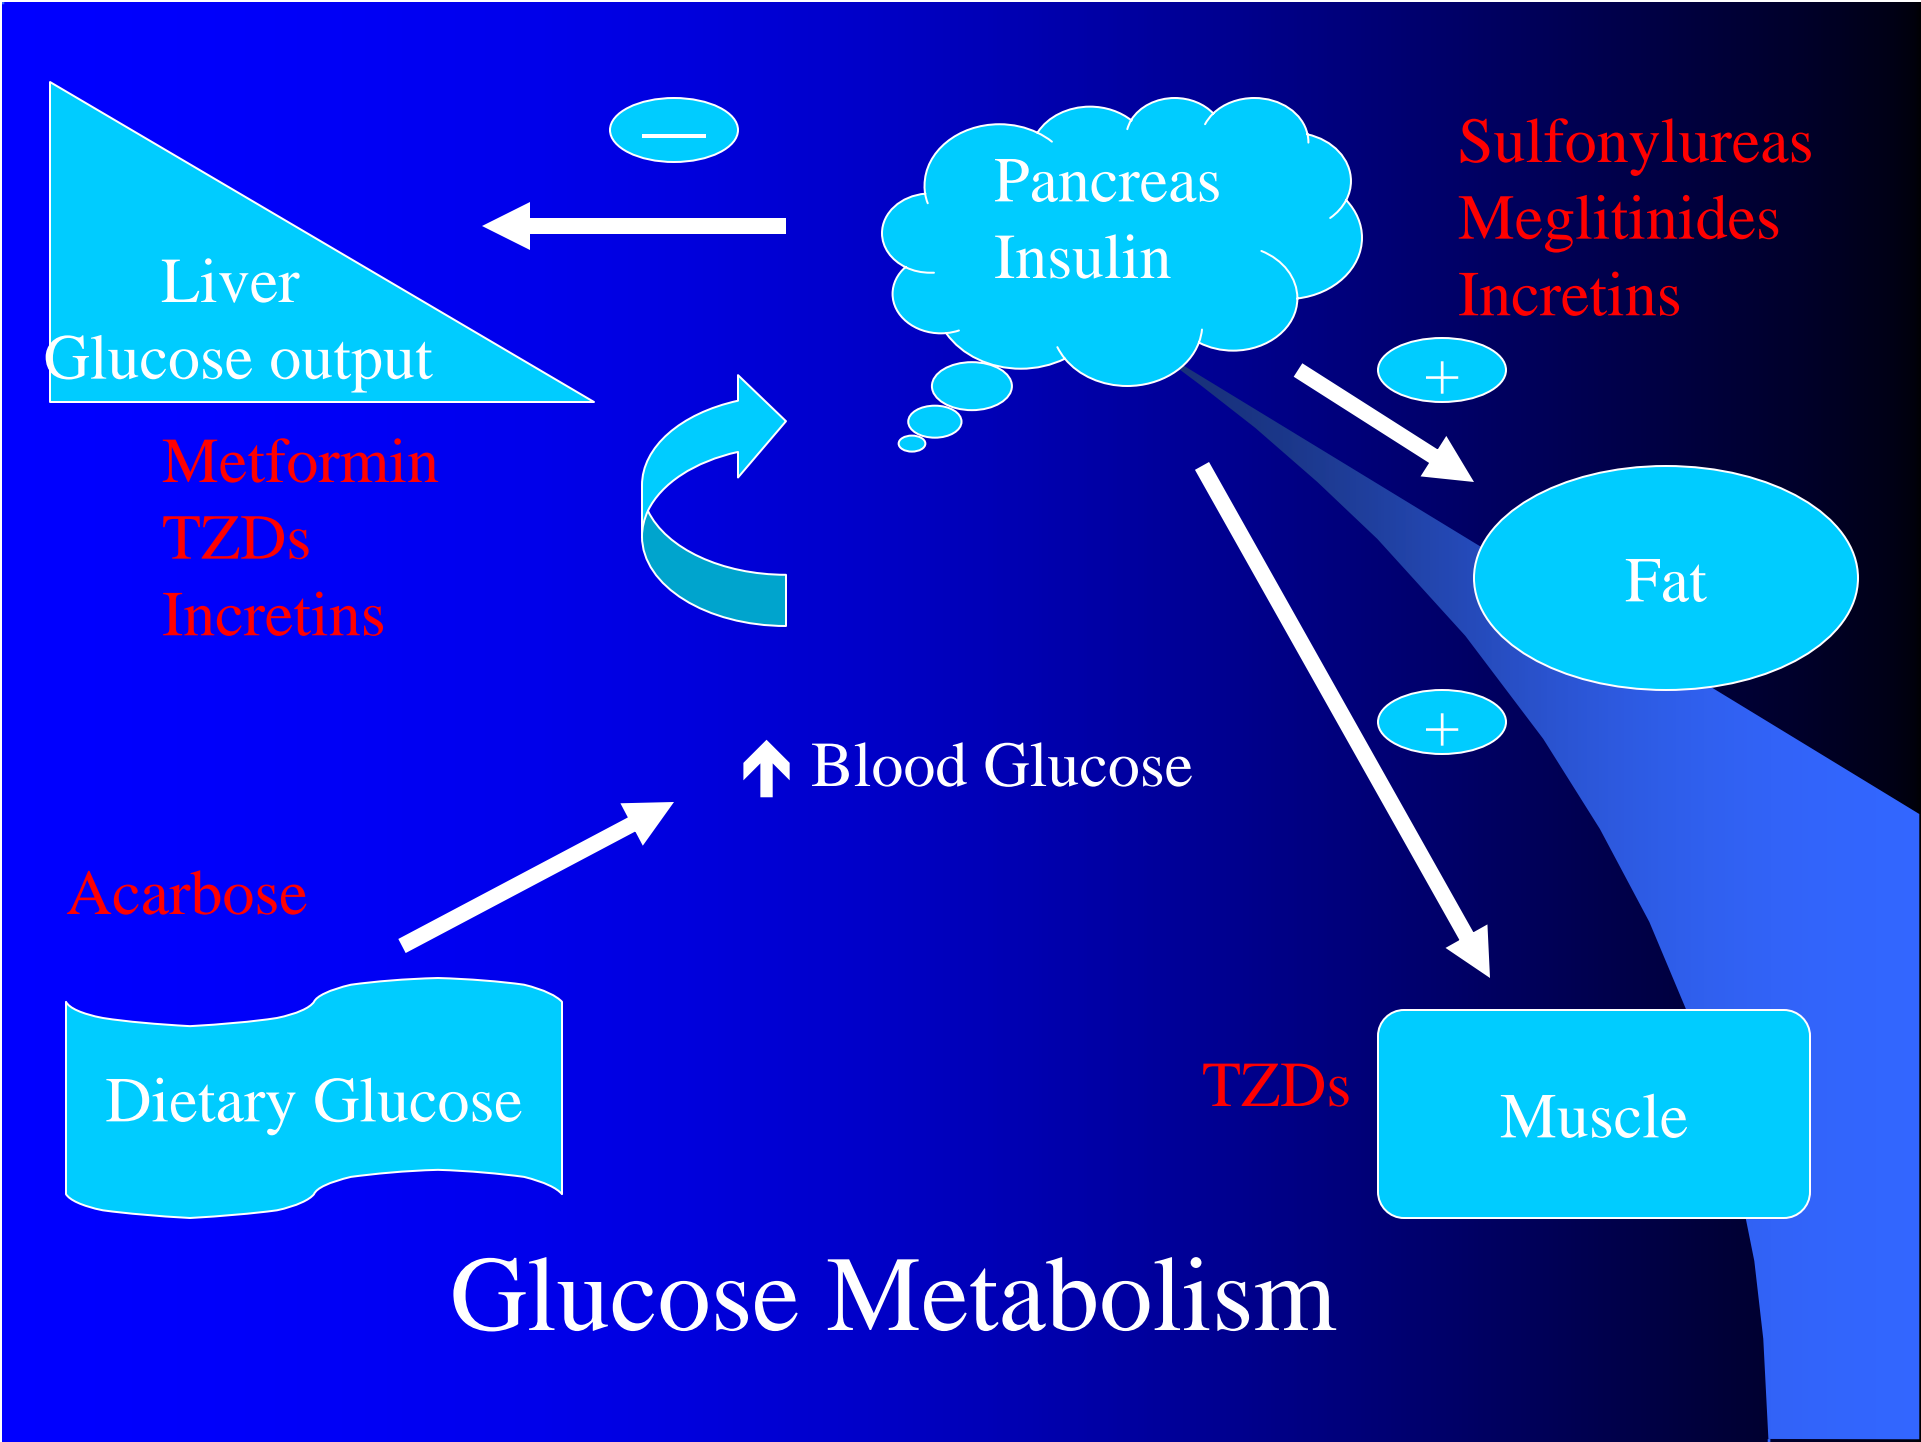 —
Pancreas
Insulin
Sulfonylureas
Meglitinides
Incretins
Liver
Glucose output
+
Metformin
TZDs
Incretins
Fat
+
🡹 Blood Glucose
Acarbose
Dietary Glucose
TZDs
Muscle
Glucose Metabolism